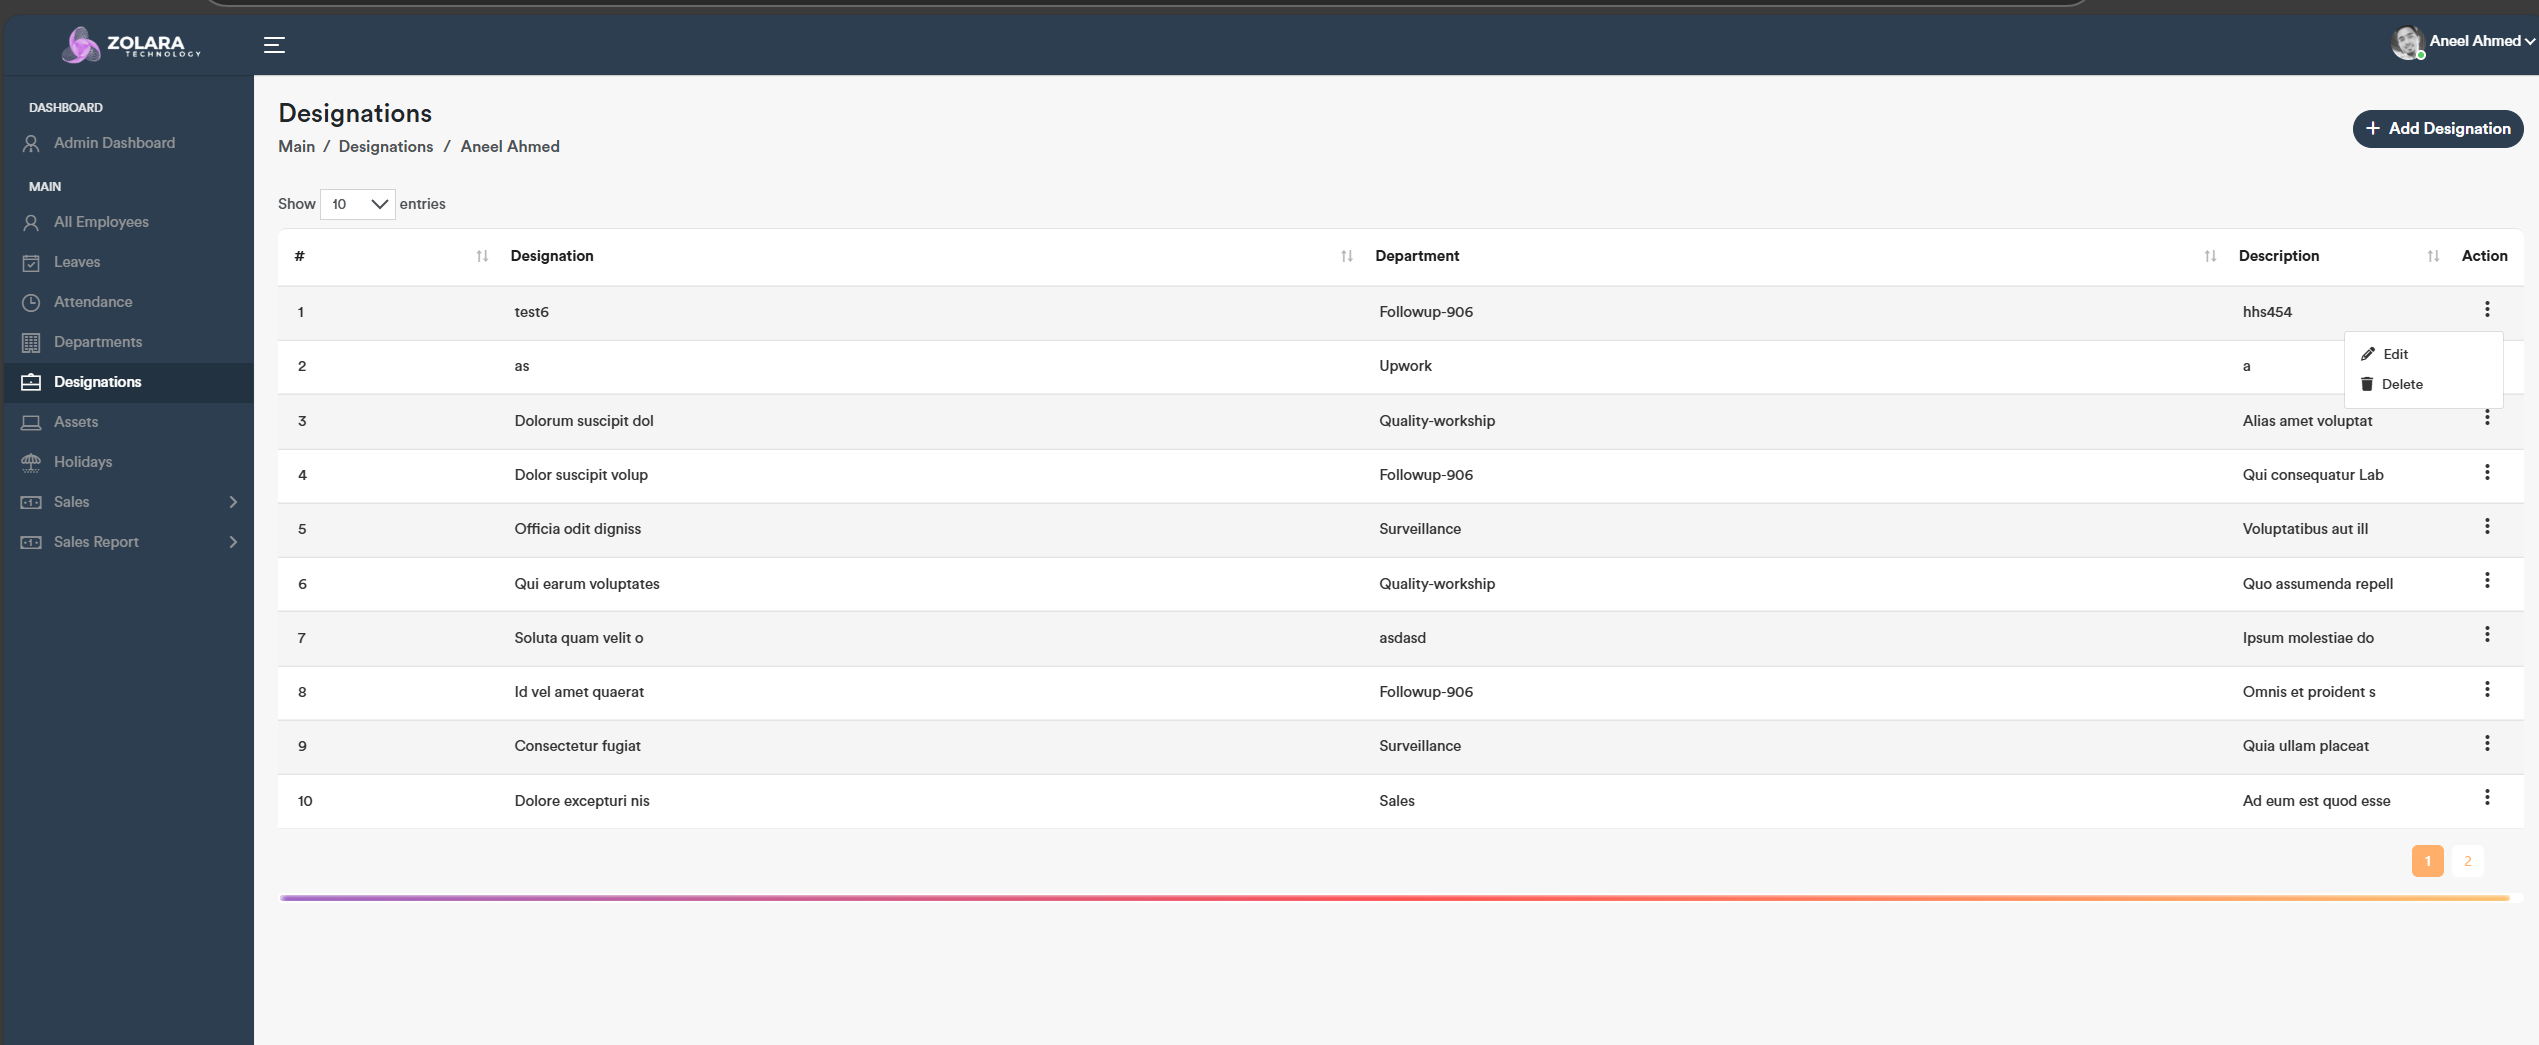 ZOLARA
TECHNOLOGY
Aneel Ahmed
DASHBOARD
Admin Dashboard
MAIN
All Employees
Leaves
Attendance
Departments
Designations
Assets
Holidays
Sales
Sales Report
Designations
Main / Designations / Aneel Ahmed
+ Add Designation
Show 10 entries
# Designation Department Description Action
1 test6 Followup-906 hhs454
Edit
Delete
2 as Upwork a
3 Dolorum suscipit dol Quality-workship Alias amet voluptat
4 Dolor suscipit volup Followup-906 Qui consequatur Lab
5 Officia odit digniss Surveillance Voluptatibus aut ill
6 Qui earum voluptates Quality-workship Quo assumenda repell
7 Soluta quam velit o asdasd Ipsum molestiae do
8 Id vel amet quaerat Followup-906 Omnis et proident s
9 Consectetur fugiat Surveillance Quia ullam placeat
10 Dolore excepturi nis Sales Ad eum est quod esse
1 2